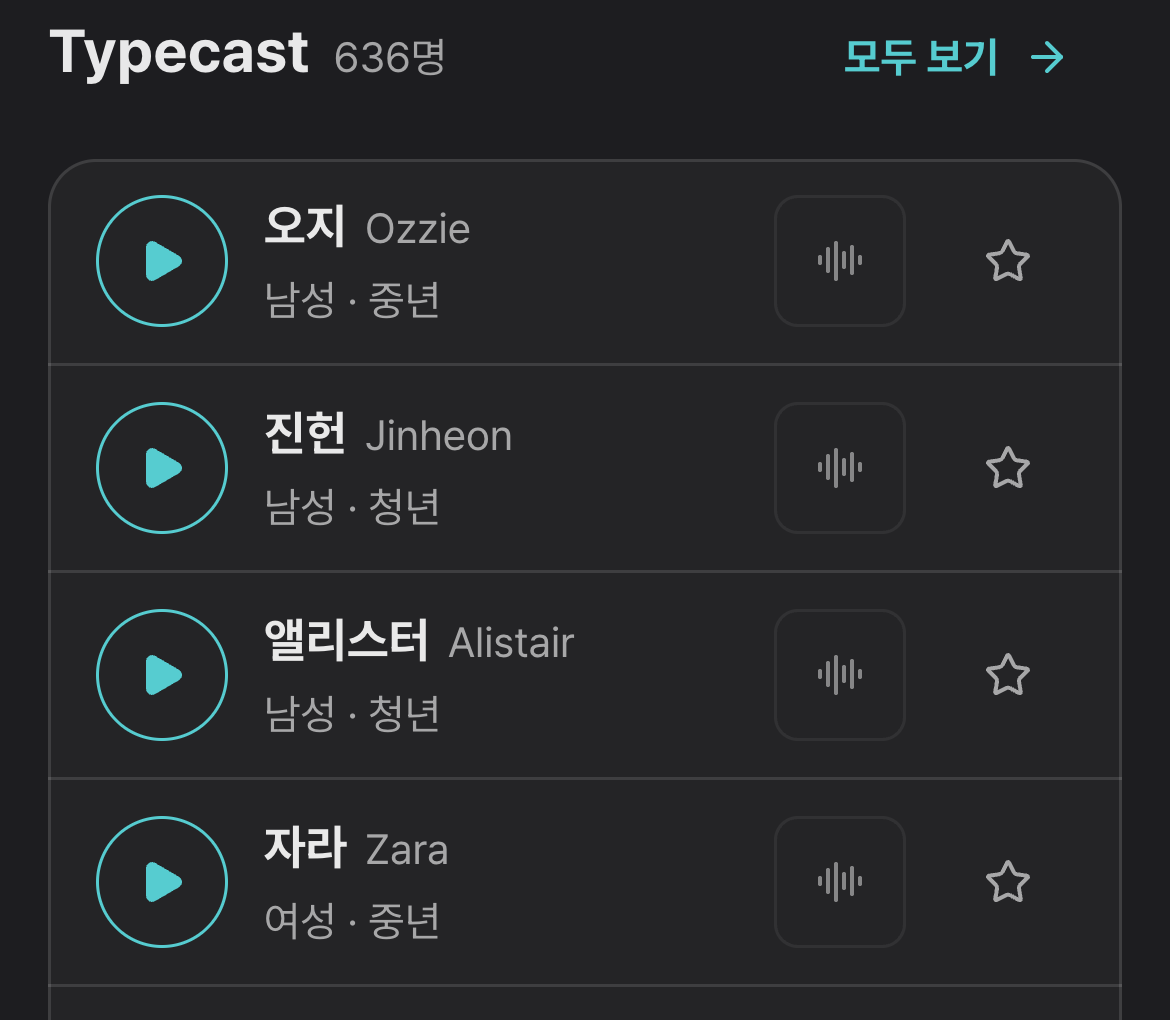 Typecast 636명 모두 보기 →
오지 Ozzie
남성 · 중년
진헌 Jinheon
남성 · 청년
앨리스터 Alistair
남성 · 청년
자라 Zara
여성 · 중년